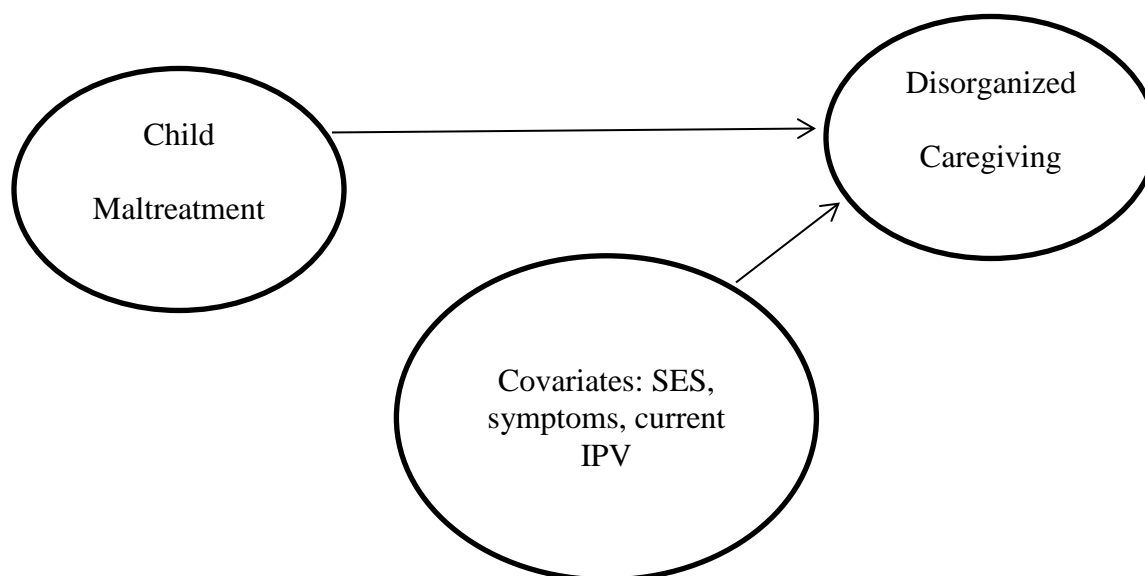 Child
Maltreatment
Disorganized
Caregiving
Covariates: SES,
symptoms, current
IPV